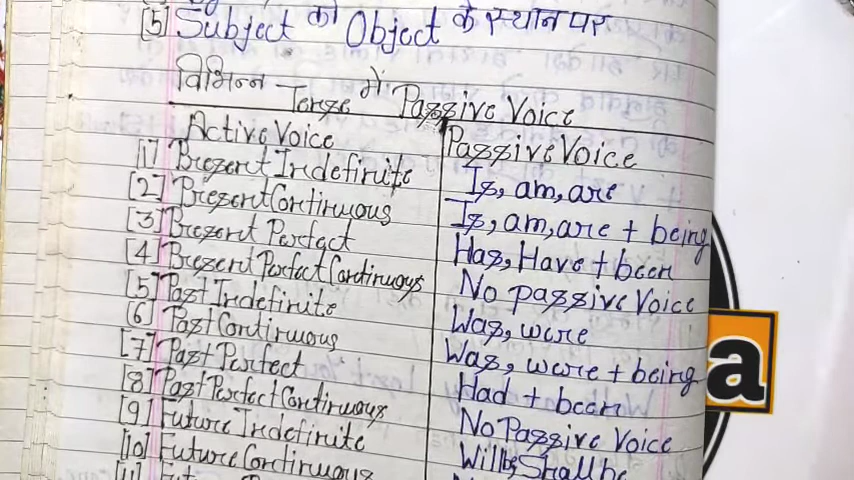 [5] Subject को Object के स्थान पर
विभिन्न Tense में Passive Voice
Active Voice Passive Voice
[1] Present Indefinite Is, am, are
[2] Present Continuous Is, am, are + being
[3] Present Perfect Has, Have + been
[4] Present Perfect Continuous No passive Voice
[5] Past Indefinite Was, were
[6] Past Continuous Was, were + being
[7] Past Perfect Had + been
[8] Past Perfect Continuous No Passive Voice
[9] Future Indefinite Will be, Shall be
[10] Future Continuous
[11] Future
a